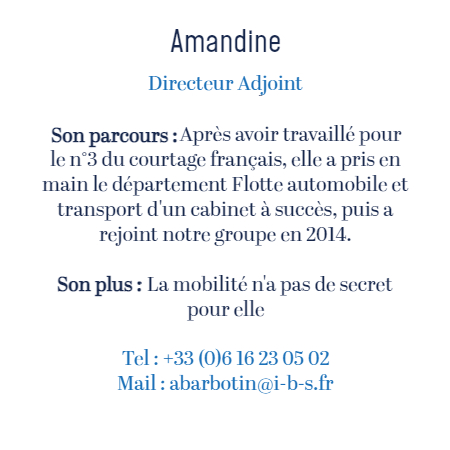 Amandine
Directeur Adjoint
Son parcours : Après avoir travaillé pour
le n°3 du courtage français, elle a pris en
main le département Flotte automobile et
transport d'un cabinet à succès, puis a
rejoint notre groupe en 2014.
Son plus : La mobilité n'a pas de secret
pour elle
Tel : +33 (0)6 16 23 05 02
Mail : abarbotin@i-b-s.fr